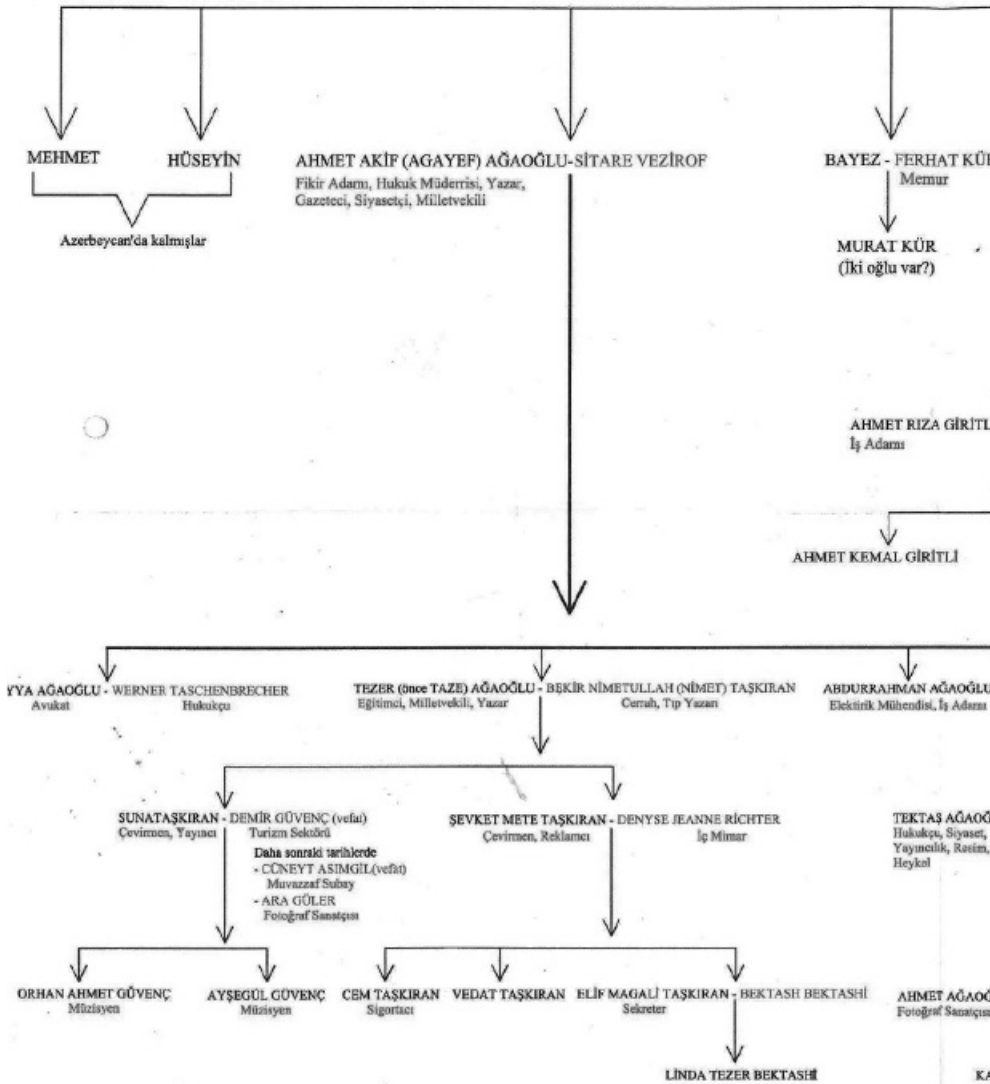 MEHMET
HÜSEYİN
AHMET AKİF (AGAYEF) AĞAOĞLU-SİTARE VEZİROF
Fikir Adamı, Hukuk Müderrisi, Yazar,
Gazeteci, Siyasetçi, Milletvekili
BAYEZ - FERHAT KÜR
Memur
Azerbeycan'da kalmışlar
MURAT KÜR
(İki oğlu var?)
AHMET RIZA GİRİTL
İş Adamı
AHMET KEMAL GİRİTLİ
YYA AĞAOĞLU - WERNER TASCHENBRECHER
Avukat Hukukçu
TEZER (önce TAZE) AĞAOĞLU - BEKİR NİMETULLAH (NİMET) TAŞKIRAN
Eğitimci, Milletvekili, Yazar Cerrah, Tıp Yazarı
ABDURRAHMAN AĞAOĞLU
Elektirik Mühendisi, İş Adamı
SUNATAŞKIRAN - DEMİR GÜVENÇ (vefat)
Çevirmen, Yayıncı Turizm Sektörü
Daha sonraki tarihlerde
- CÜNEYT ASIMGİL(vefat)
Muvazzaf Subay
- ARA GÜLER
Fotoğraf Sanatçısı
ŞEVKET METE TAŞKIRAN - DENYSE JEANNE RICHTER
Çevirmen, Reklamcı İç Mimar
TEKTAŞ AĞAOĞ
Hukukçu, Siyaset,
Yayıncılık, Resim,
Heykel
ORHAN AHMET GÜVENÇ
Müzisyen
AYŞEGÜL GÜVENÇ
Müzisyen
CEM TAŞKIRAN
Sigortacı
VEDAT TAŞKIRAN
ELİF MAGALİ TAŞKIRAN - BEKTASH BEKTASHİ
Sekreter
AHMET AĞAOĞ
Fotoğraf Sanatçısı
LİNDA TEZER BEKTASHİ
KA